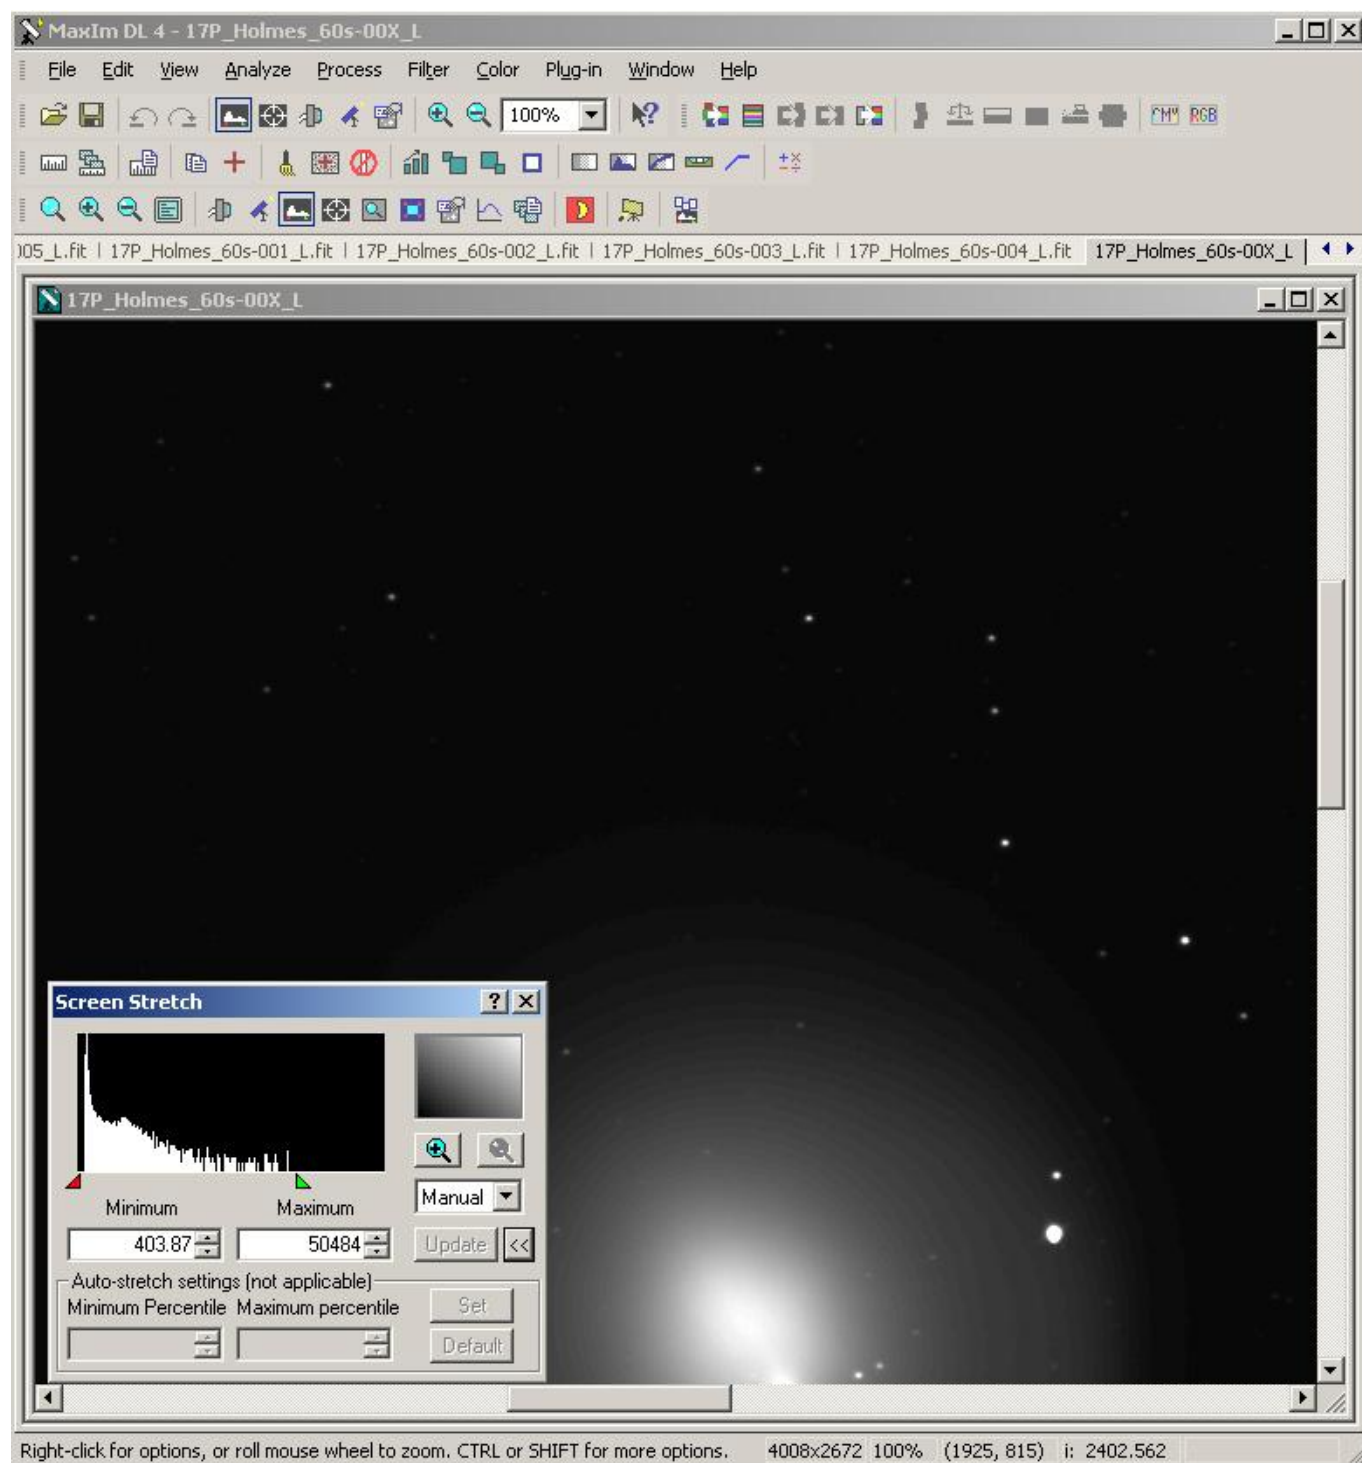 MaxIm DL 4 - 17P_Holmes_60s-00X_L
File Edit View Analyze Process Filter Color Plug-in Window Help
100%
RGB
005_L.fit | 17P_Holmes_60s-001_L.fit | 17P_Holmes_60s-002_L.fit | 17P_Holmes_60s-003_L.fit | 17P_Holmes_60s-004_L.fit 17P_Holmes_60s-00X_L
17P_Holmes_60s-00X_L
Screen Stretch
Manual
Minimum Maximum
403.87 50484 Update <<
Auto-stretch settings (not applicable)
Minimum Percentile Maximum percentile Set
Default
Right-click for options, or roll mouse wheel to zoom. CTRL or SHIFT for more options. 4008x2672 100% (1925, 815) i: 2402.562